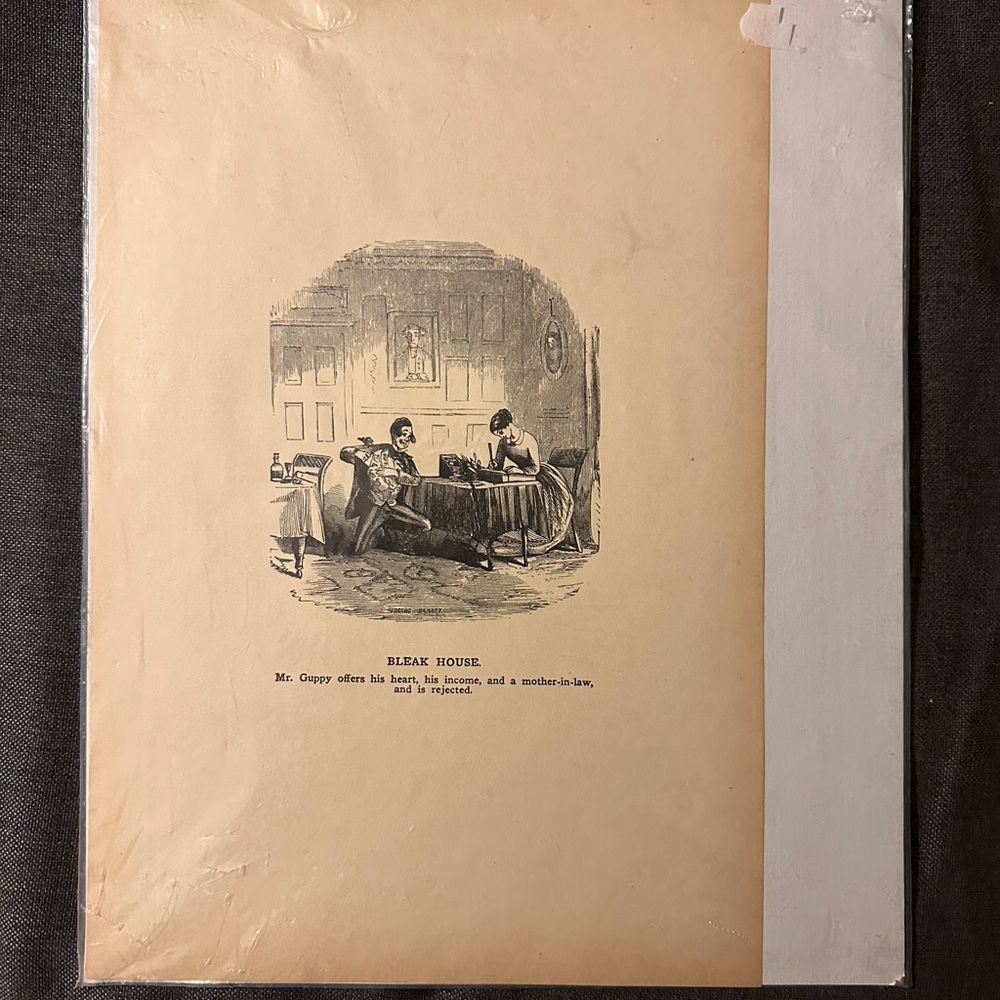 BLEAK HOUSE.
Mr. Guppy offers his heart, his income, and a mother-in-law,
and is rejected.